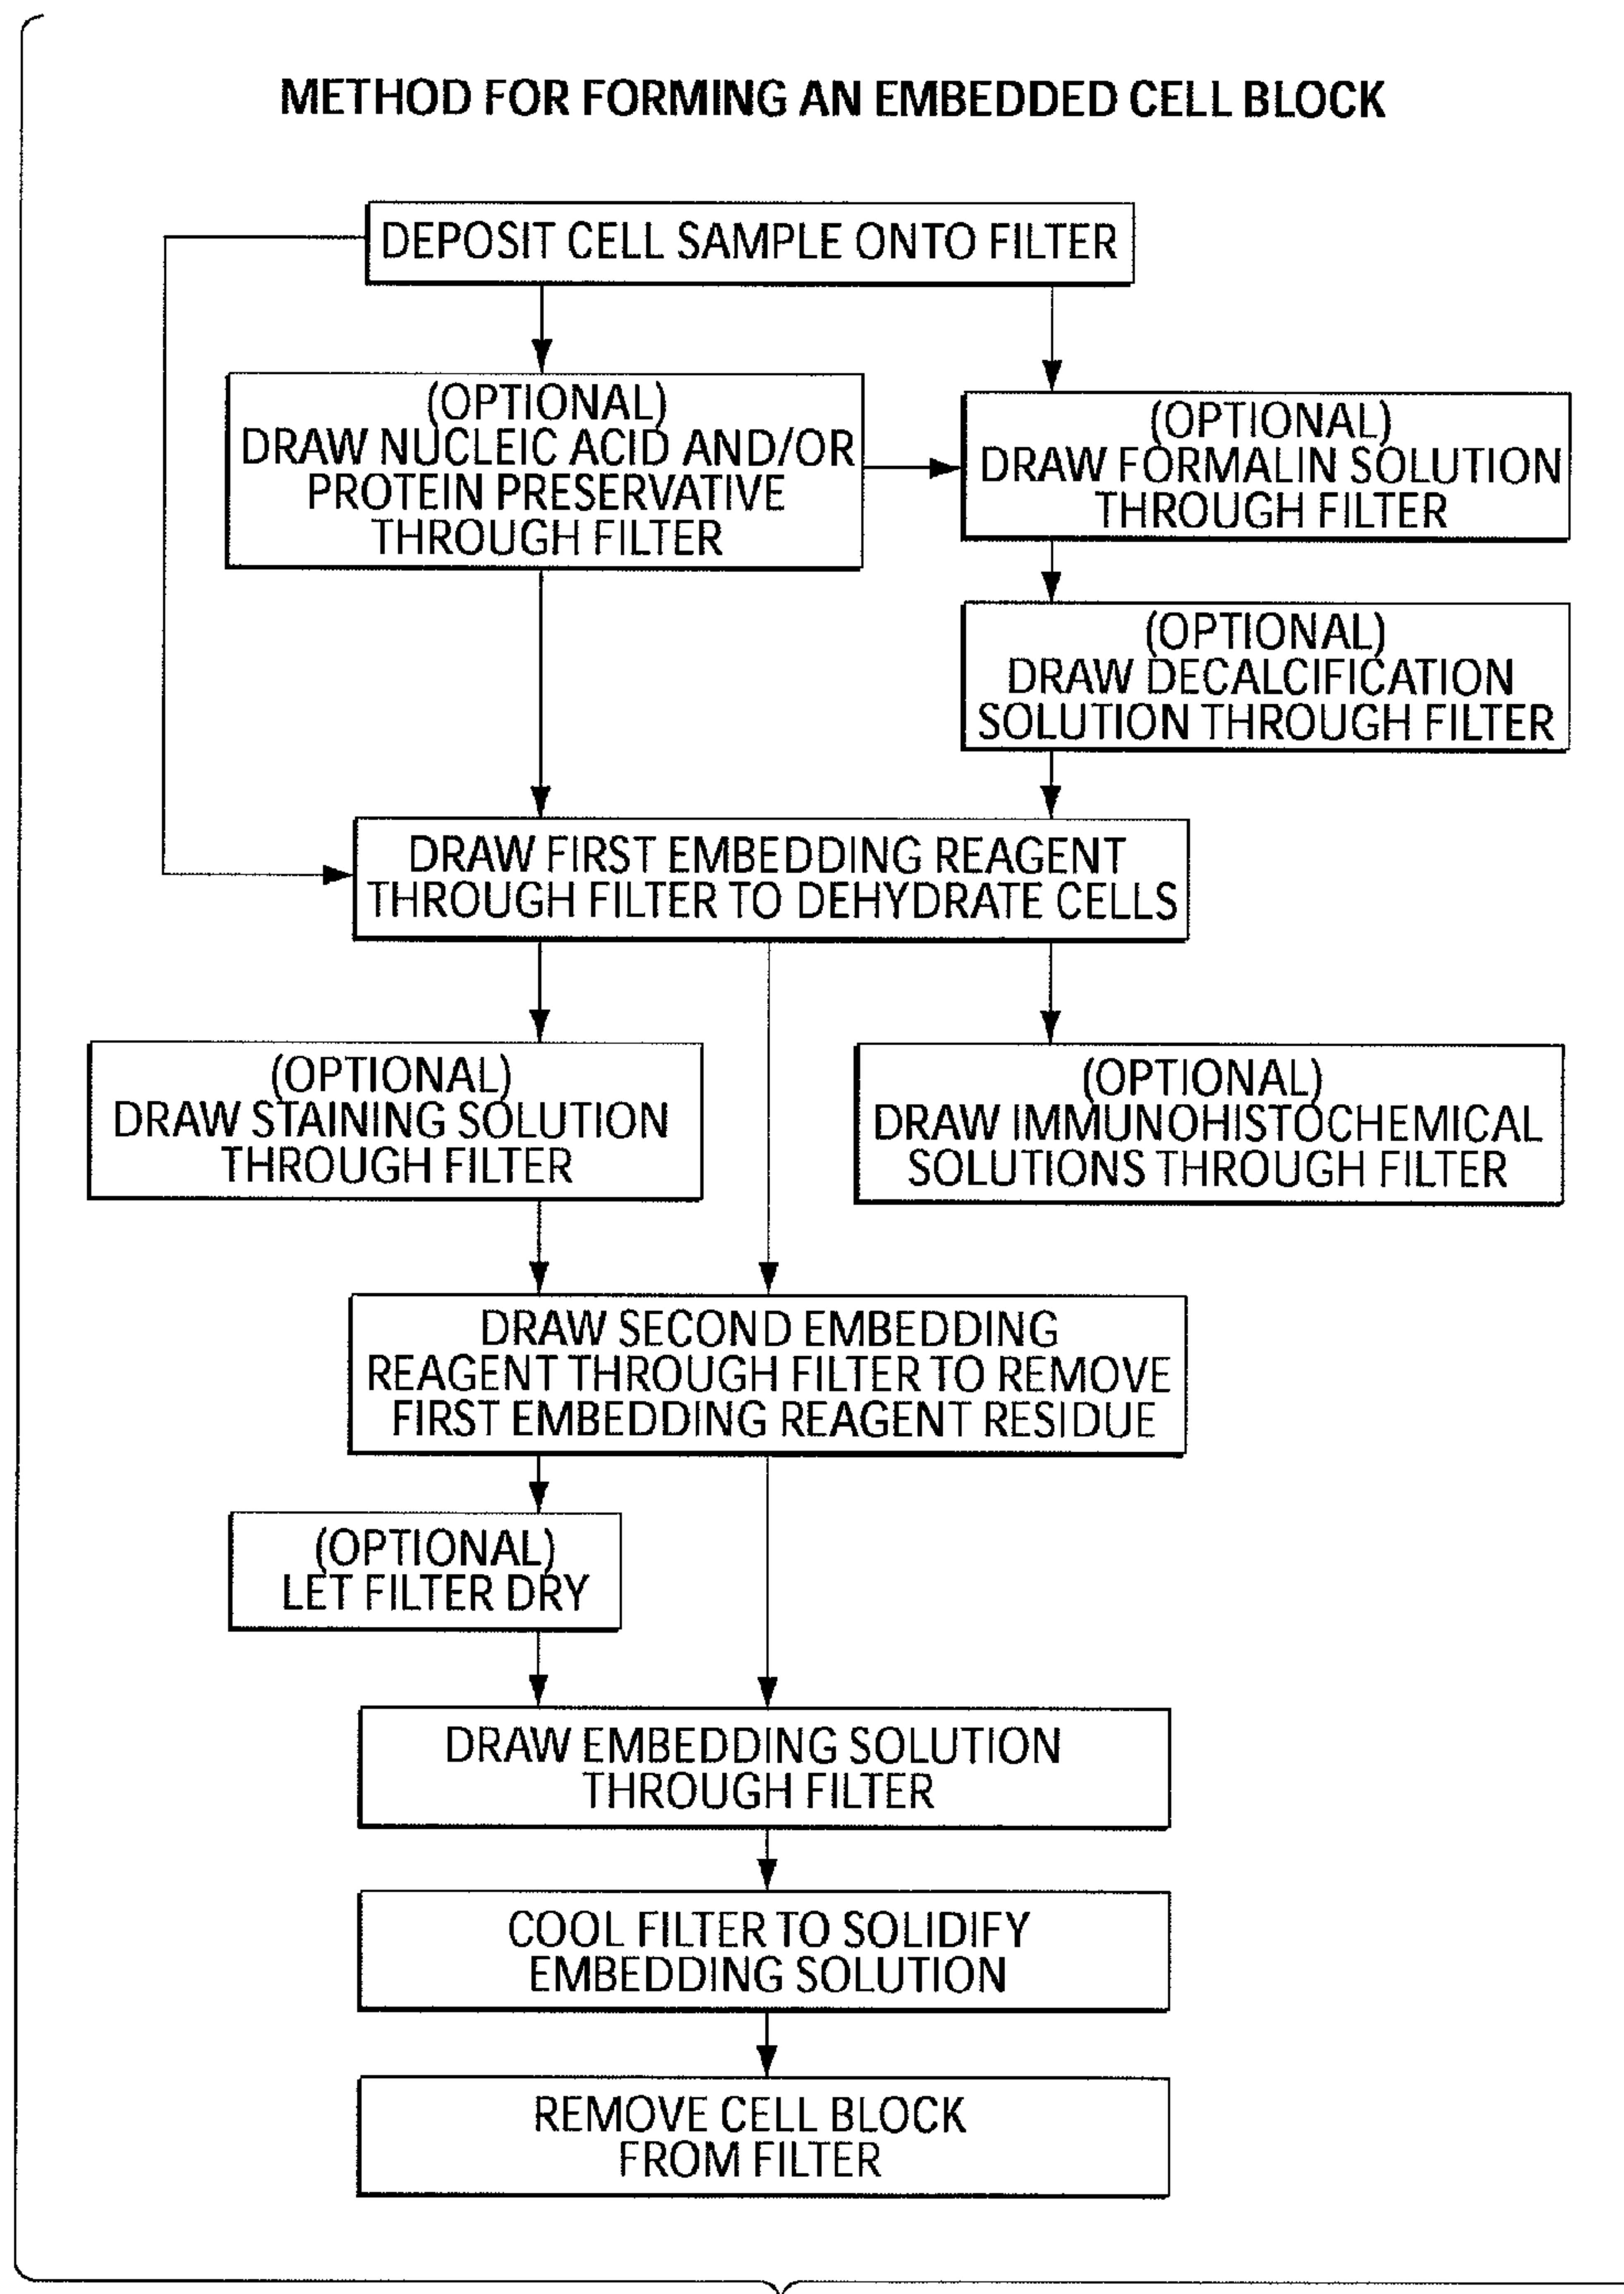 METHOD FOR FORMING AN EMBEDDED CELL BLOCK
DEPOSIT CELL SAMPLE ONTO FILTER
(OPTIONAL)
DRAW NUCLEIC ACID AND/OR
PROTEIN PRESERVATIVE
THROUGH FILTER
(OPTIONAL)
DRAW FORMALIN SOLUTION
THROUGH FILTER
(OPTIONAL)
DRAW DECALCIFICATION
SOLUTION THROUGH FILTER
DRAW FIRST EMBEDDING REAGENT
THROUGH FILTER TO DEHYDRATE CELLS
(OPTIONAL)
DRAW STAINING SOLUTION
THROUGH FILTER
(OPTIONAL)
DRAW IMMUNOHISTOCHEMICAL
SOLUTIONS THROUGH FILTER
DRAW SECOND EMBEDDING
REAGENT THROUGH FILTER TO REMOVE
FIRST EMBEDDING REAGENT RESIDUE
(OPTIONAL)
LET FILTER DRY
DRAW EMBEDDING SOLUTION
THROUGH FILTER
COOL FILTER TO SOLIDIFY
EMBEDDING SOLUTION
REMOVE CELL BLOCK
FROM FILTER